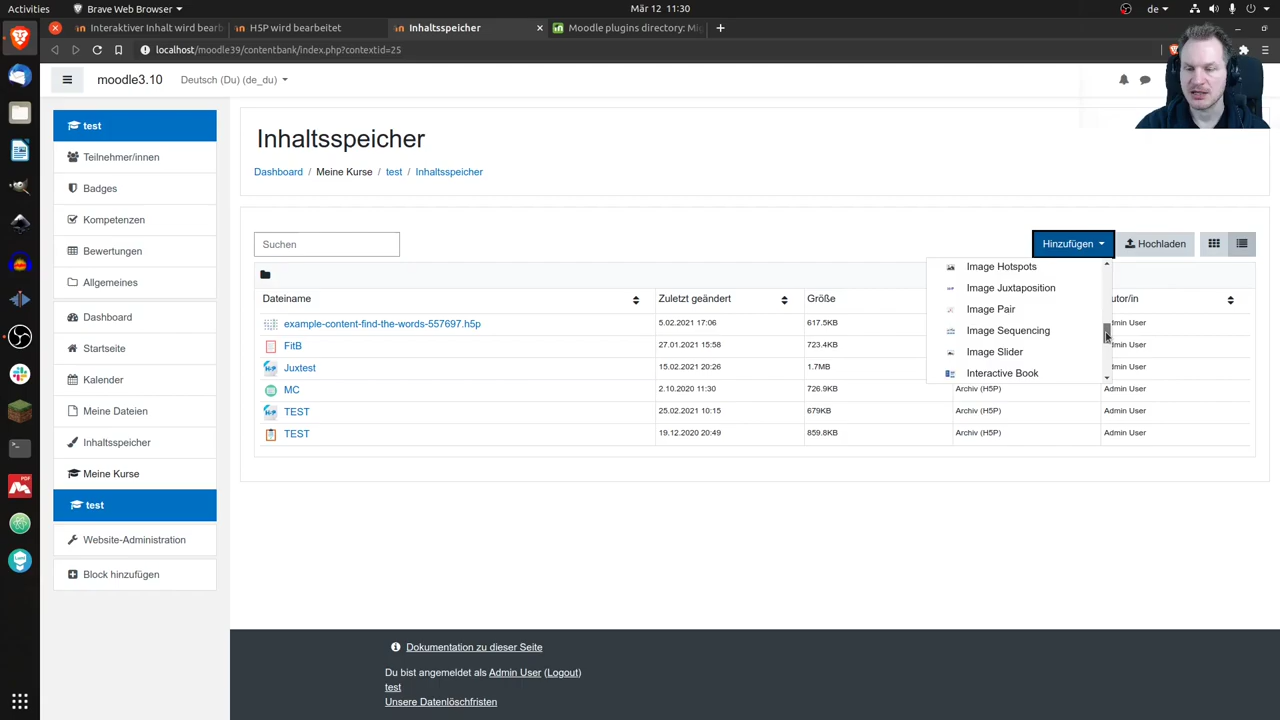 Activities
Brave Web Browser
Mär 12 11:30
de
Interaktiver Inhalt wird bearb
H5P wird bearbeitet
Inhaltsspeicher
Moodle plugins directory: Mig
localhost/moodle39/contentbank/index.php?contextid=25
moodle3.10
Deutsch (Du) (de_du)
test
Teilnehmer/innen
Badges
Kompetenzen
Bewertungen
Allgemeines
Dashboard
Startseite
Kalender
Meine Dateien
Inhaltsspeicher
Meine Kurse
test
Website-Administration
Block hinzufügen
Inhaltsspeicher
Dashboard / Meine Kurse / test / Inhaltsspeicher
Suchen
Hinzufügen
Hochladen
Image Hotspots
Image Juxtaposition
Image Pair
Image Sequencing
Image Slider
Interactive Book
Dateiname Zuletzt geändert Größe utor/in
example-content-find-the-words-557697.h5p 5.02.2021 17:06 617.5KB dmin User
FitB 27.01.2021 15:58 723.4KB dmin User
Juxtest 15.02.2021 20:26 1.7MB dmin User
MC 2.10.2020 11:30 726.9KB Archiv (H5P) Admin User
TEST 25.02.2021 10:15 679KB Archiv (H5P) Admin User
TEST 19.12.2020 20:49 859.8KB Archiv (H5P) Admin User
Dokumentation zu dieser Seite
Du bist angemeldet als Admin User (Logout)
test
Unsere Datenlöschfristen